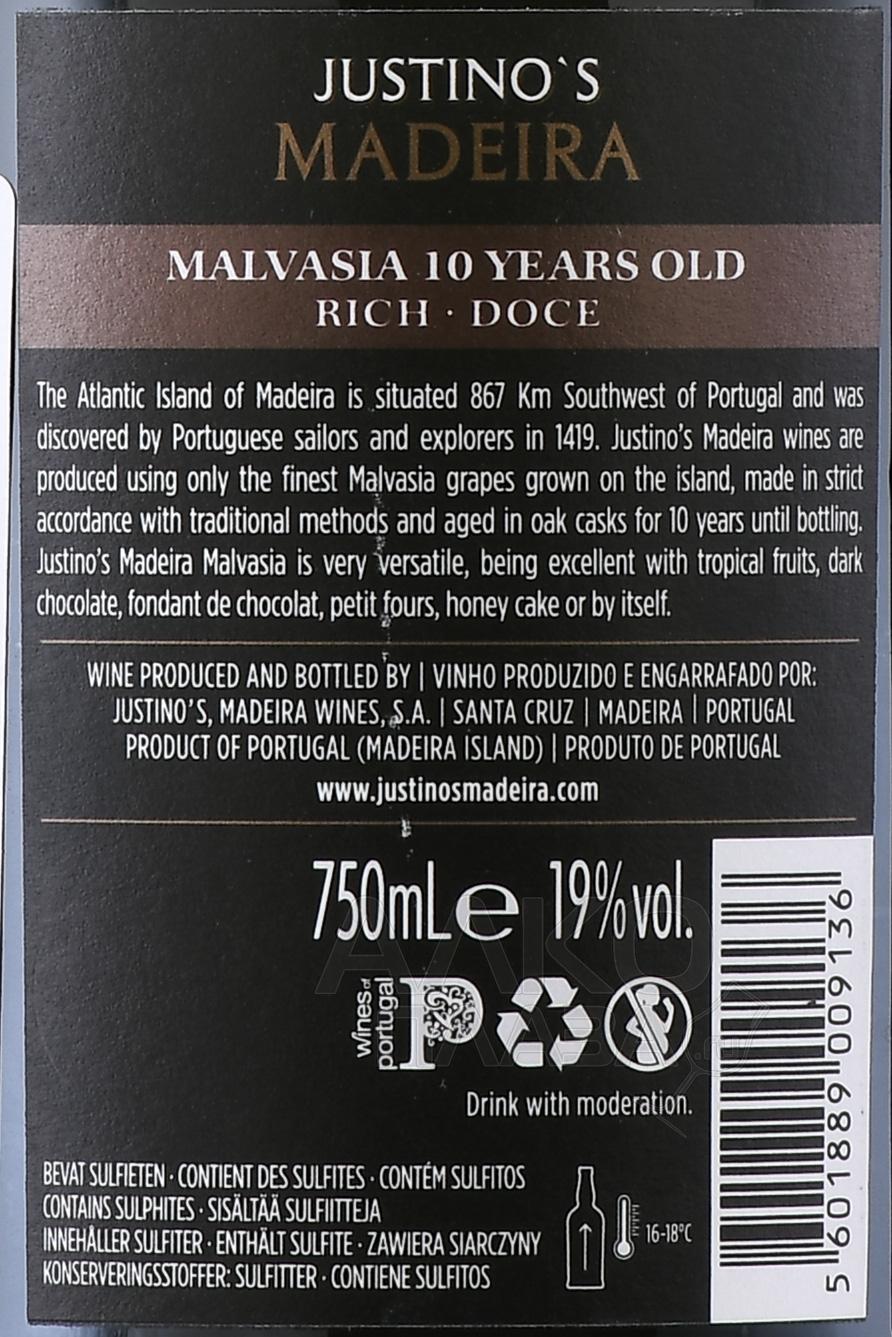 JUSTINO`S
MADEIRA
MALVASIA 10 YEARS OLD
RICH · DOCE
The Atlantic Island of Madeira is situated 867 Km Southwest of Portugal and was
discovered by Portuguese sailors and explorers in 1419. Justino's Madeira wines are
produced using only the finest Malvasia grapes grown on the island, made in strict
accordance with traditional methods and aged in oak casks for 10 years until bottling.
Justino's Madeira Malvasia is very versatile, being excellent with tropical fruits, dark
chocolate, fondant de chocolat, petit fours, honey cake or by itself.
WINE PRODUCED AND BOTTLED BY | VINHO PRODUZIDO E ENGARRAFADO POR:
JUSTINO'S, MADEIRA WINES, S.A. | SANTA CRUZ | MADEIRA | PORTUGAL
PRODUCT OF PORTUGAL (MADEIRA ISLAND) | PRODUTO DE PORTUGAL
www.justinosmadeira.com
750mL e 19% vol.
wines of
portugal
Drink with moderation.
BEVAT SULFIETEN · CONTIENT DES SULFITES · CONTÉM SULFITOS
CONTAINS SULPHITES · SISÄLTÄÄ SULFIITTEJA
INNEHÅLLER SULFITER · ENTHÄLT SULFITE · ZAWIERA SIARCZYNY
KONSERVERINGSSTOFFER: SULFITTER · CONTIENE SULFITOS
16-18ºC
5 601889 009136